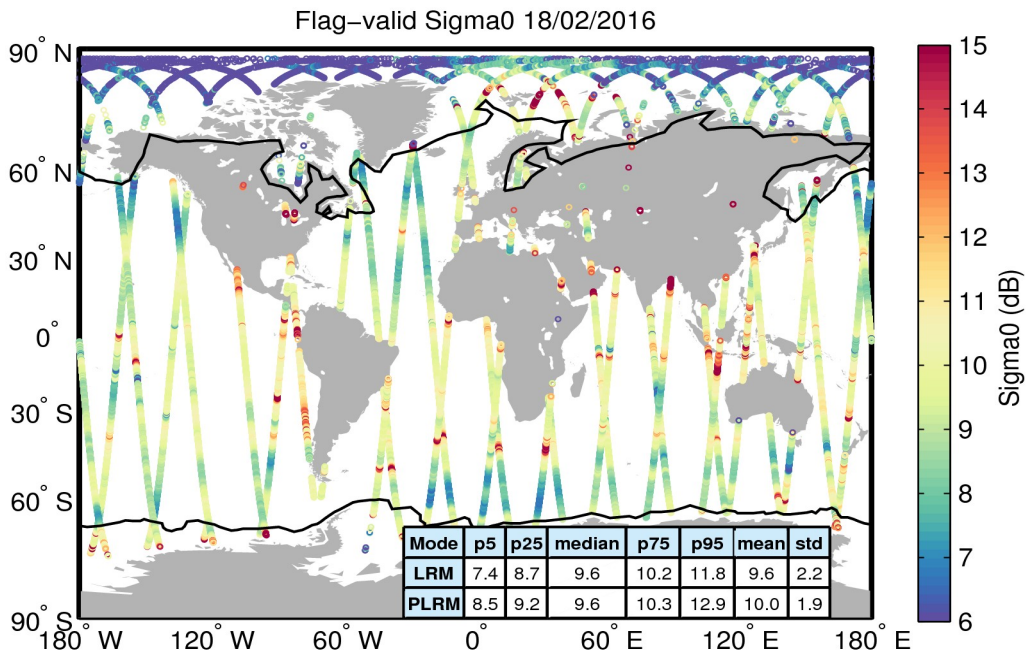 Flag-valid Sigma0 18/02/2016
90° N
60° N
30° N
0°
30° S
60° S
90° S
180° W
120° W
60° W
0°
60° E
120° E
180° E
15
14
13
12
11
10
9
8
7
6
Sigma0 (dB)
Mode p5 p25 median p75 p95 mean std
LRM 7.4 8.7 9.6 10.2 11.8 9.6 2.2
PLRM 8.5 9.2 9.6 10.3 12.9 10.0 1.9